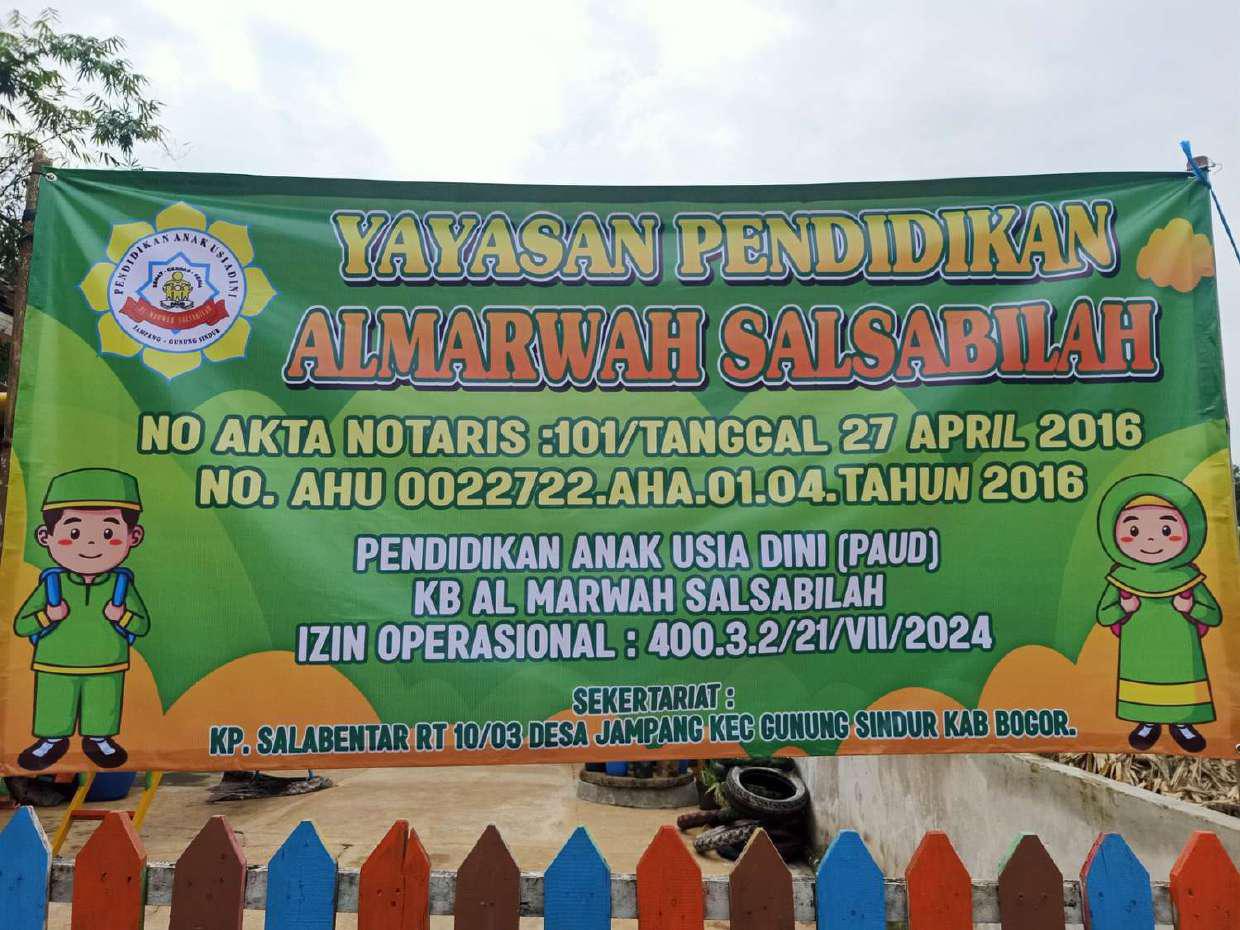 PENDIDIKAN ANAK USIA DINI
AL MARWAH SALSABILAH
JAMPANG - GUNUNG SINDUR
YAYASAN PENDIDIKAN
ALMARWAH SALSABILAH
NO AKTA NOTARIS :101/TANGGAL 27 APRIL 2016
NO. AHU 0022722.AHA.01.04.TAHUN 2016
PENDIDIKAN ANAK USIA DINI (PAUD)
KB AL MARWAH SALSABILAH
IZIN OPERASIONAL : 400.3.2/21/VII/2024
SEKERTARIAT :
KP. SALABENTAR RT 10/03 DESA JAMPANG KEC GUNUNG SINDUR KAB BOGOR.